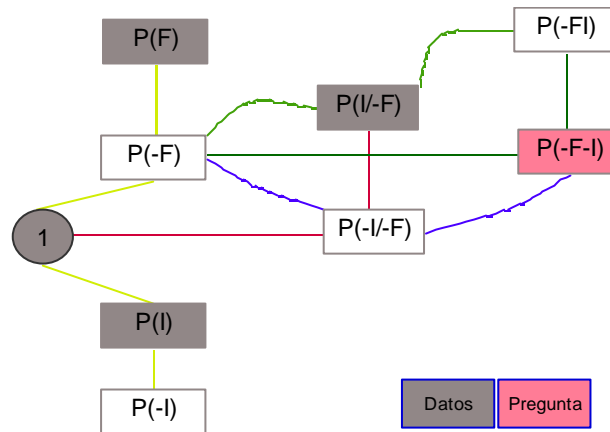 P(F)
P(-FI)
P(I/-F)
P(-F)
P(-F-I)
1
P(-I/-F)
P(I)
P(-I)
Datos
Pregunta